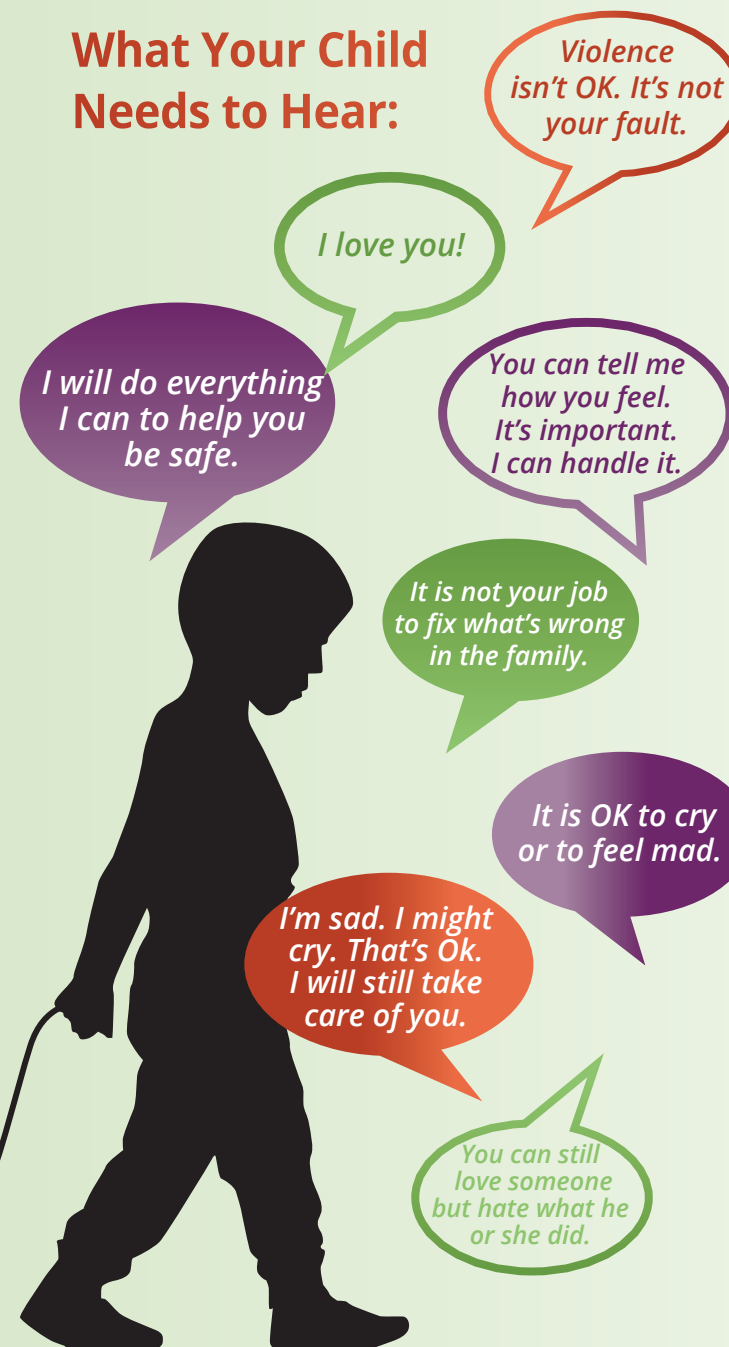 What Your Child
Needs to Hear:
Violence
isn't OK. It's not
your fault.
I love you!
I will do everything
I can to help you
be safe.
You can tell me
how you feel.
It's important.
I can handle it.
It is not your job
to fix what's wrong
in the family.
It is OK to cry
or to feel mad.
I'm sad. I might
cry. That's Ok.
I will still take
care of you.
You can still
love someone
but hate what he
or she did.